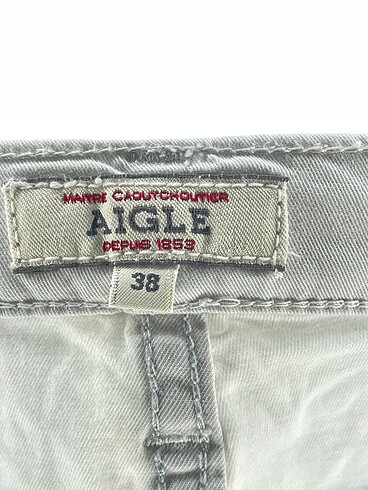 MAITRE CAOUTCHOUTIER
AIGLE
DEPUIS 1853
38